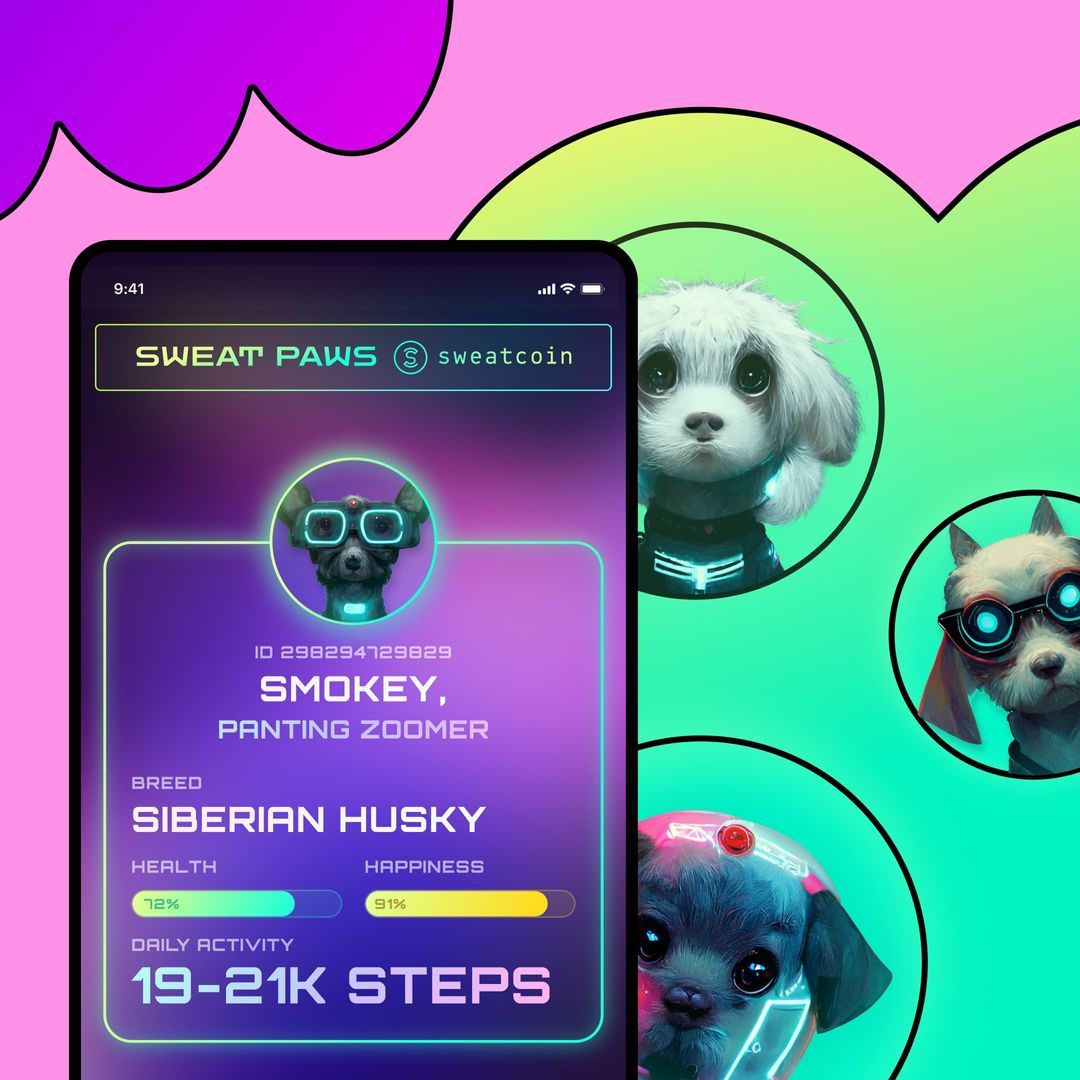 9:41
SWEAT PAWS sweatcoin
ID 298294729829
SMOKEY,
PANTING ZOOMER
BREED
SIBERIAN HUSKY
HEALTH HAPPINESS
72% 91%
DAILY ACTIVITY
19-21K STEPS